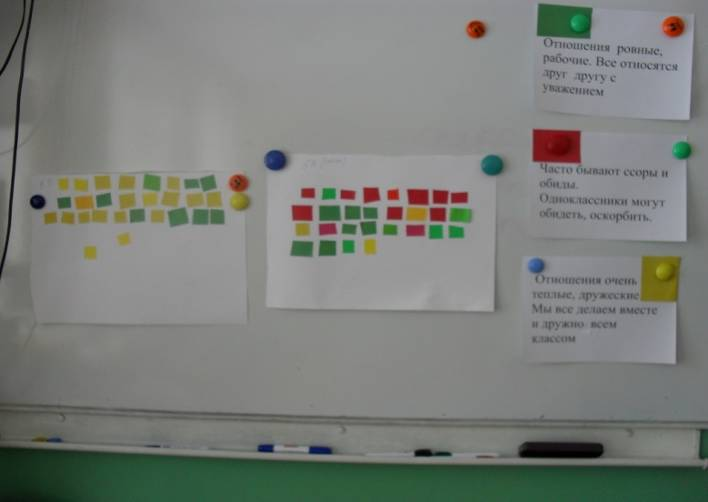 Отношения ровные,
рабочие. Все относятся
друг другу с
уважением
Часто бывают ссоры и
обиды.
Одноклассники могут
обидеть, оскорбить.
Отношения очень
теплые, дружеские
Мы все делаем вместе
и дружно всем
классом